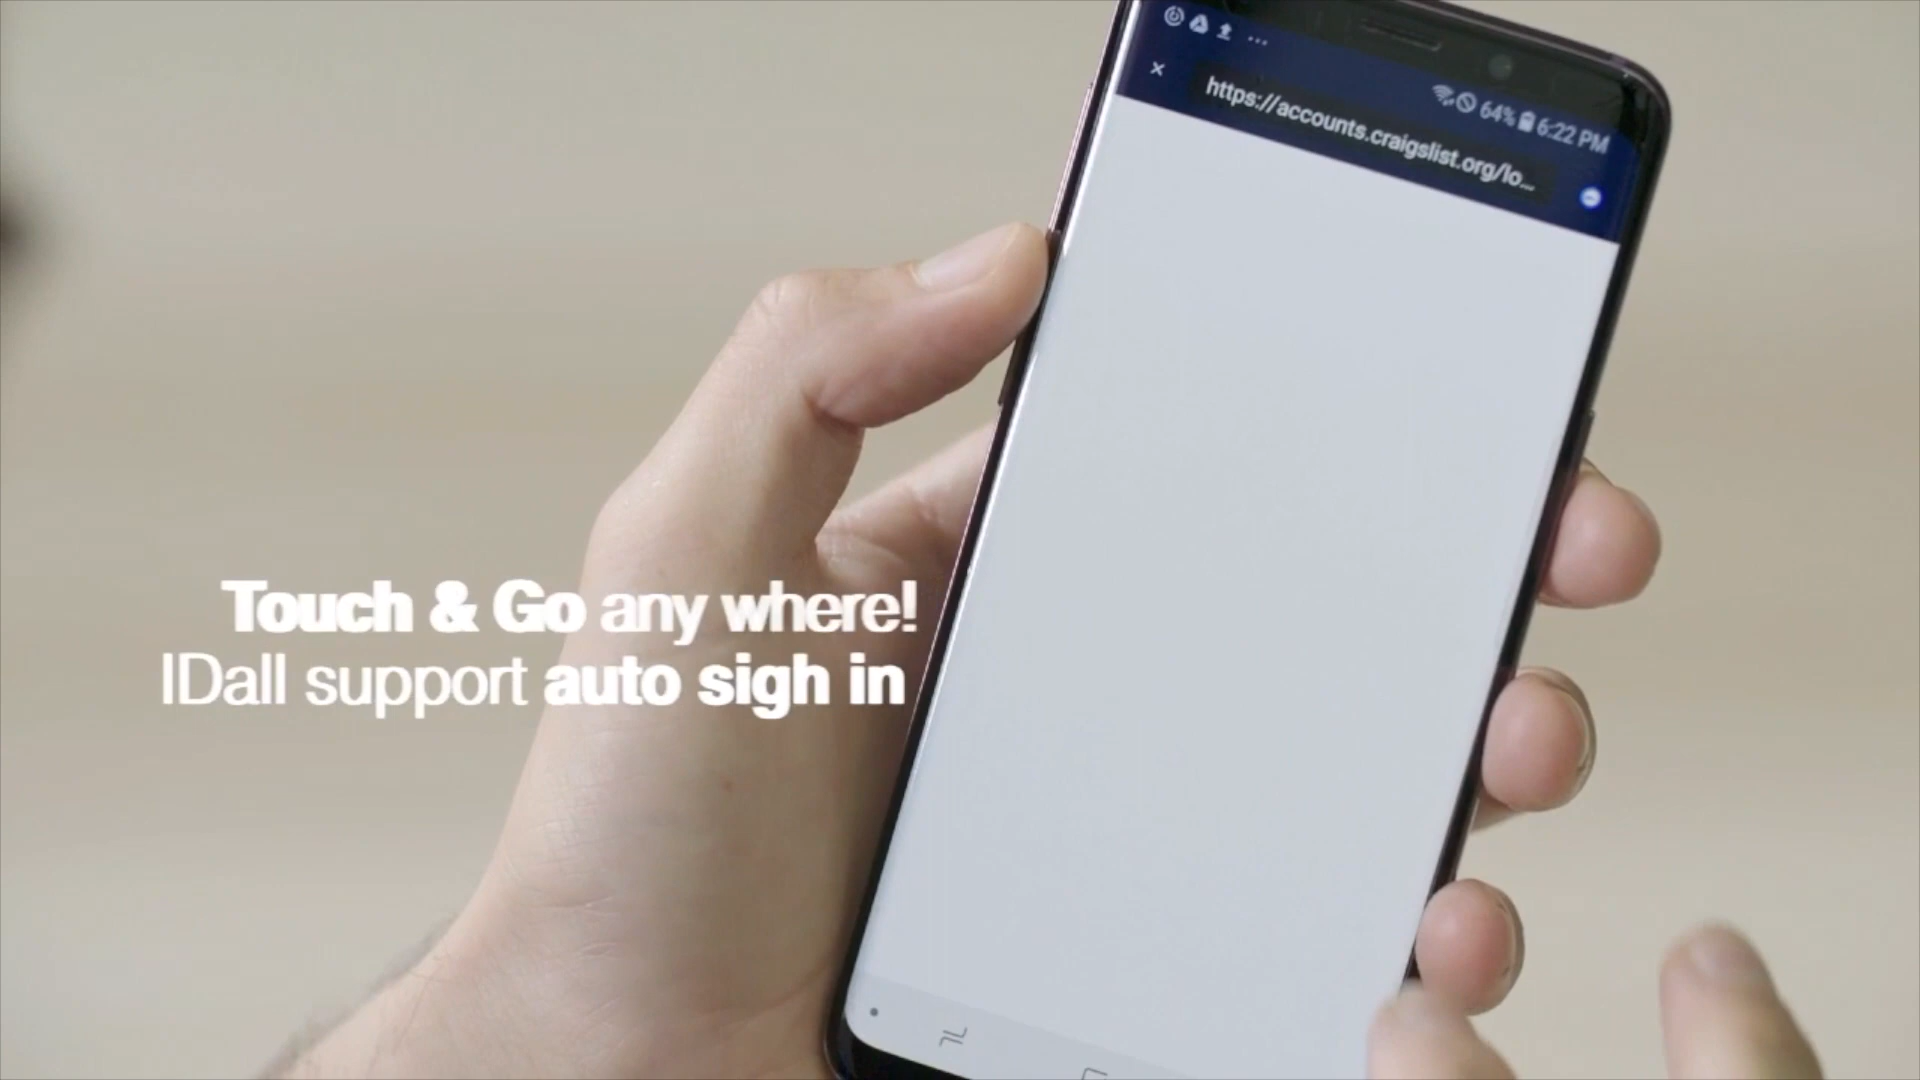 64% 6:22 PM
https://accounts.craigslist.org/lo...
Touch & Go any where!
IDall support auto sigh in